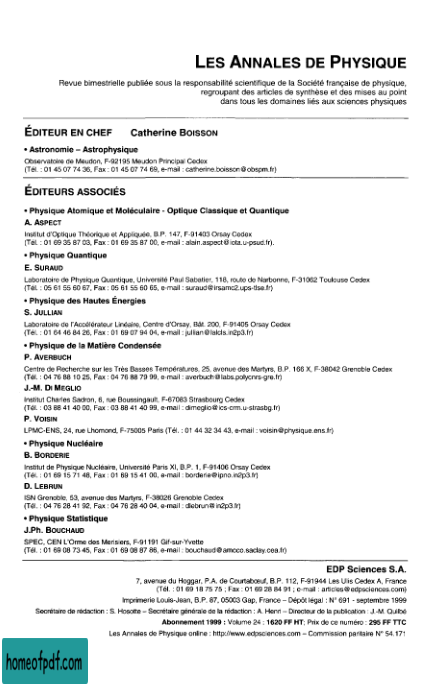 LES ANNALES DE PHYSIQUE
Revue bimestrielle publiée sous la responsabilité scientifique de la Société française de physique,
regroupant des articles de synthèse et des mises au point
dans tous les domaines liés aux sciences physiques
ÉDITEUR EN CHEF Catherine BOISSON
• Astronomie – Astrophysique
Observatoire de Meudon, F-92195 Meudon Principal Cedex
(Tél. : 01 45 07 74 36, Fax : 01 45 07 74 69, e-mail : catherine.boisson@obspm.fr)
ÉDITEURS ASSOCIÉS
• Physique Atomique et Moléculaire - Optique Classique et Quantique
A. ASPECT
Institut d'Optique Théorique et Appliquée, B.P. 147, F-91403 Orsay Cedex
(Tél. : 01 69 35 87 03, Fax : 01 69 35 87 00, e-mail : alain.aspect@iota.u-psud.fr).
• Physique Quantique
E. SURAUD
Laboratoire de Physique Quantique, Université Paul Sabatier, 118, route de Narbonne, F-31062 Toulouse Cedex
(Tél. : 05 61 55 60 67, Fax : 05 61 55 60 65, e-mail : suraud@irsamc2.ups-tlse.fr)
• Physique des Hautes Énergies
S. JULLIAN
Laboratoire de l'Accélérateur Linéaire, Centre d'Orsay, Bât. 200, F-91405 Orsay Cedex
(Tél. : 01 64 46 84 26, Fax : 01 69 07 94 04, e-mail : jullian@lalcls.in2p3.fr)
• Physique de la Matière Condensée
P. AVERBUCH
Centre de Recherche sur les Très Basses Températures, 25, avenue des Martyrs, B.P. 166 X, F-38042 Grenoble Cedex
(Tél. : 04 76 88 10 25, Fax : 04 76 88 79 99, e-mail : averbuch@labs.polycnrs-gre.fr)
J.-M. DI MEGLIO
Institut Charles Sadron, 6, rue Boussingault, F-67083 Strasbourg Cedex
(Tél. : 03 88 41 40 00, Fax : 03 88 41 40 99, e-mail : dimeglio@ics-crm.u-strasbg.fr)
P. VOISIN
LPMC-ENS, 24, rue Lhomond, F-75005 Paris (Tél. : 01 44 32 34 43, e-mail : voisin@physique.ens.fr)
• Physique Nucléaire
B. BORDERIE
Institut de Physique Nucléaire, Université Paris XI, B.P. 1, F-91406 Orsay Cedex
(Tél. : 01 69 15 71 48, Fax : 01 69 15 41 00, e-mail : borderie@ipno.in2p3.fr)
D. LEBRUN
ISN Grenoble, 53, avenue des Martyrs, F-38026 Grenoble Cedex
(Tél. : 04 76 28 41 92, Fax : 04 76 28 40 04, e-mail : dlebrun@in2p3.fr)
• Physique Statistique
J.Ph. BOUCHAUD
SPEC, CEN L'Orme des Merisiers, F-91191 Gif-sur-Yvette
(Tél. : 01 69 08 73 45, Fax : 01 69 08 87 86, e-mail : bouchaud@amoco.saclay.cea.fr)
EDP Sciences S.A.
7, avenue du Hoggar, P.A. de Courtabœuf, B.P. 112, F-91944 Les Ulis Cedex A, France
(Tél. : 01 69 18 75 75 ; Fax : 01 69 28 84 91 ; e-mail : articles@edpsciences.com)
Imprimerie Louis-Jean, B.P. 87, 05003 Gap, France – Dépôt légal : N° 691 - septembre 1999
Secrétaire de rédaction : S. Hosotte – Secrétaire générale de la rédaction : A. Henri – Directeur de la publication : J.-M. Quilbé
Abonnement 1999 : Volume 24 : 1620 FF HT; Prix de ce numéro : 295 FF TTC
Les Annales de Physique online : http://www.edpsciences.com – Commission paritaire N° 54.171
homeofpdf.com